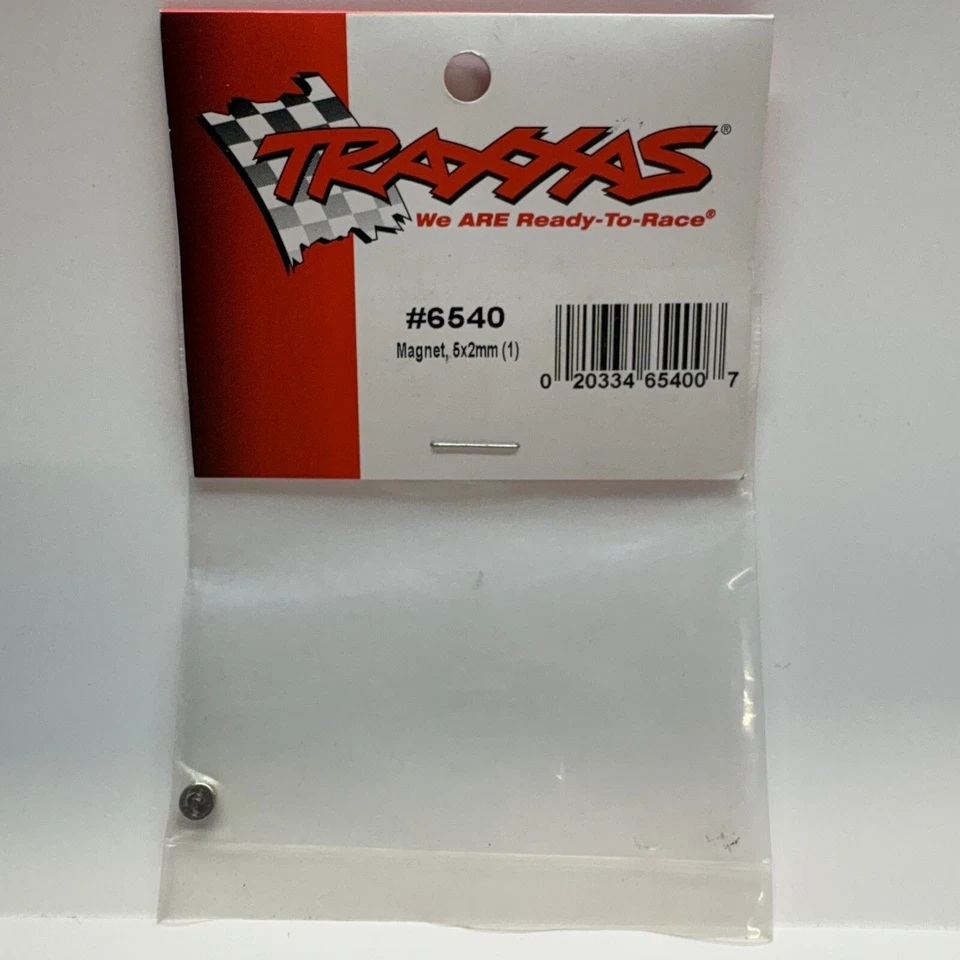 TRAXXAS®
We ARE Ready-To-Race®
#6540
Magnet, 5x2mm (1)
0 20334 65400 7